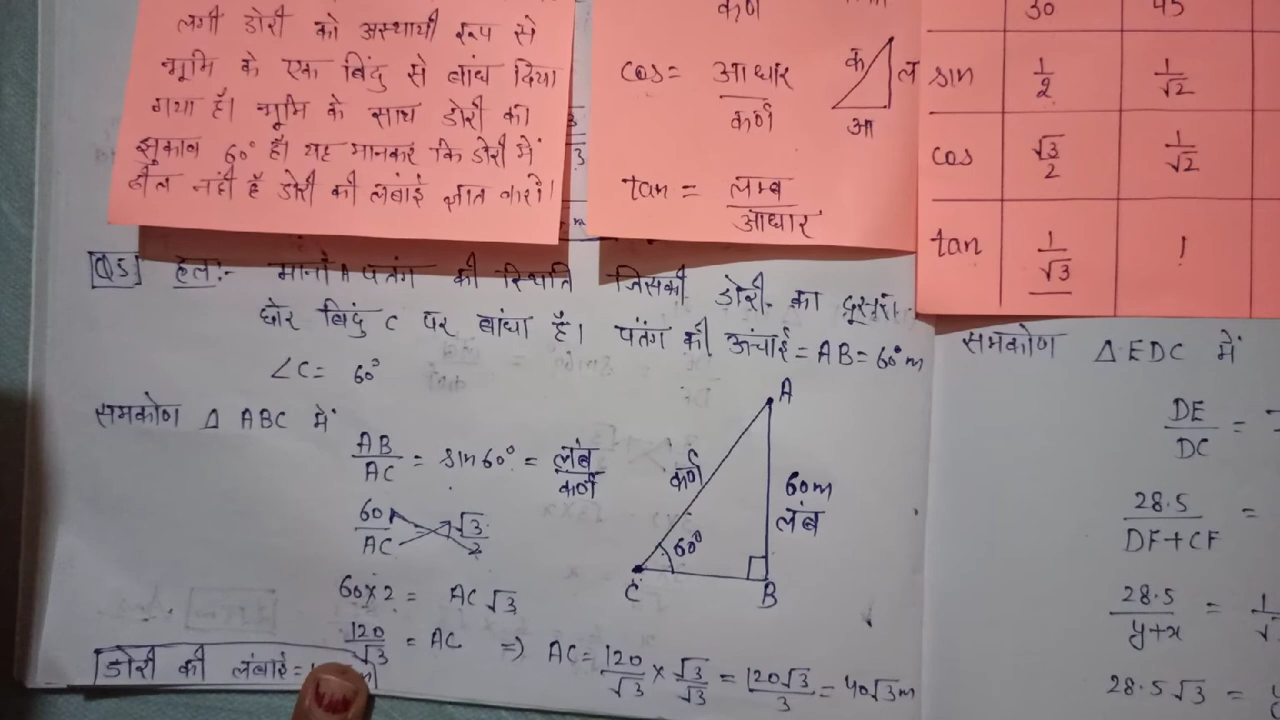 लगी डोरी को अस्थायी रूप से
भूमि के एक बिंदु से बांध दिया
गया है। भूमि के साथ डोरी का
झुकाव 60° है। यह मानकर कि डोरी में
ढील नहीं है डोरी की लंबाई ज्ञात करो।
कर्ण
cos = आधार / कर्ण
क ल
आ
tan = लम्ब / आधार
30 45
sin 1/2 1/√2
cos √3/2 1/√2
tan 1/√3 1
Q5 हल:- मानो A पतंग की स्थिति जिसकी डोरी का दूसरा
छोर बिंदु C पर बांधा है। पतंग की ऊंचाई = AB = 60m
∠C = 60°
समकोण Δ ABC में
AB/AC = sin60° = लंब/कर्ण
60/AC = √3/2
60×2 = AC√3
120/√3 = AC ⇒ AC = 120/√3 × √3/√3 = 120√3/3 = 40√3m
डोरी की लंबाई =
A
कर्ण
60m
लंब
60°
C B
समकोण Δ EDC में
DE/DC =
28.5/DF+CF =
28.5/y+x =
28.5√3 =